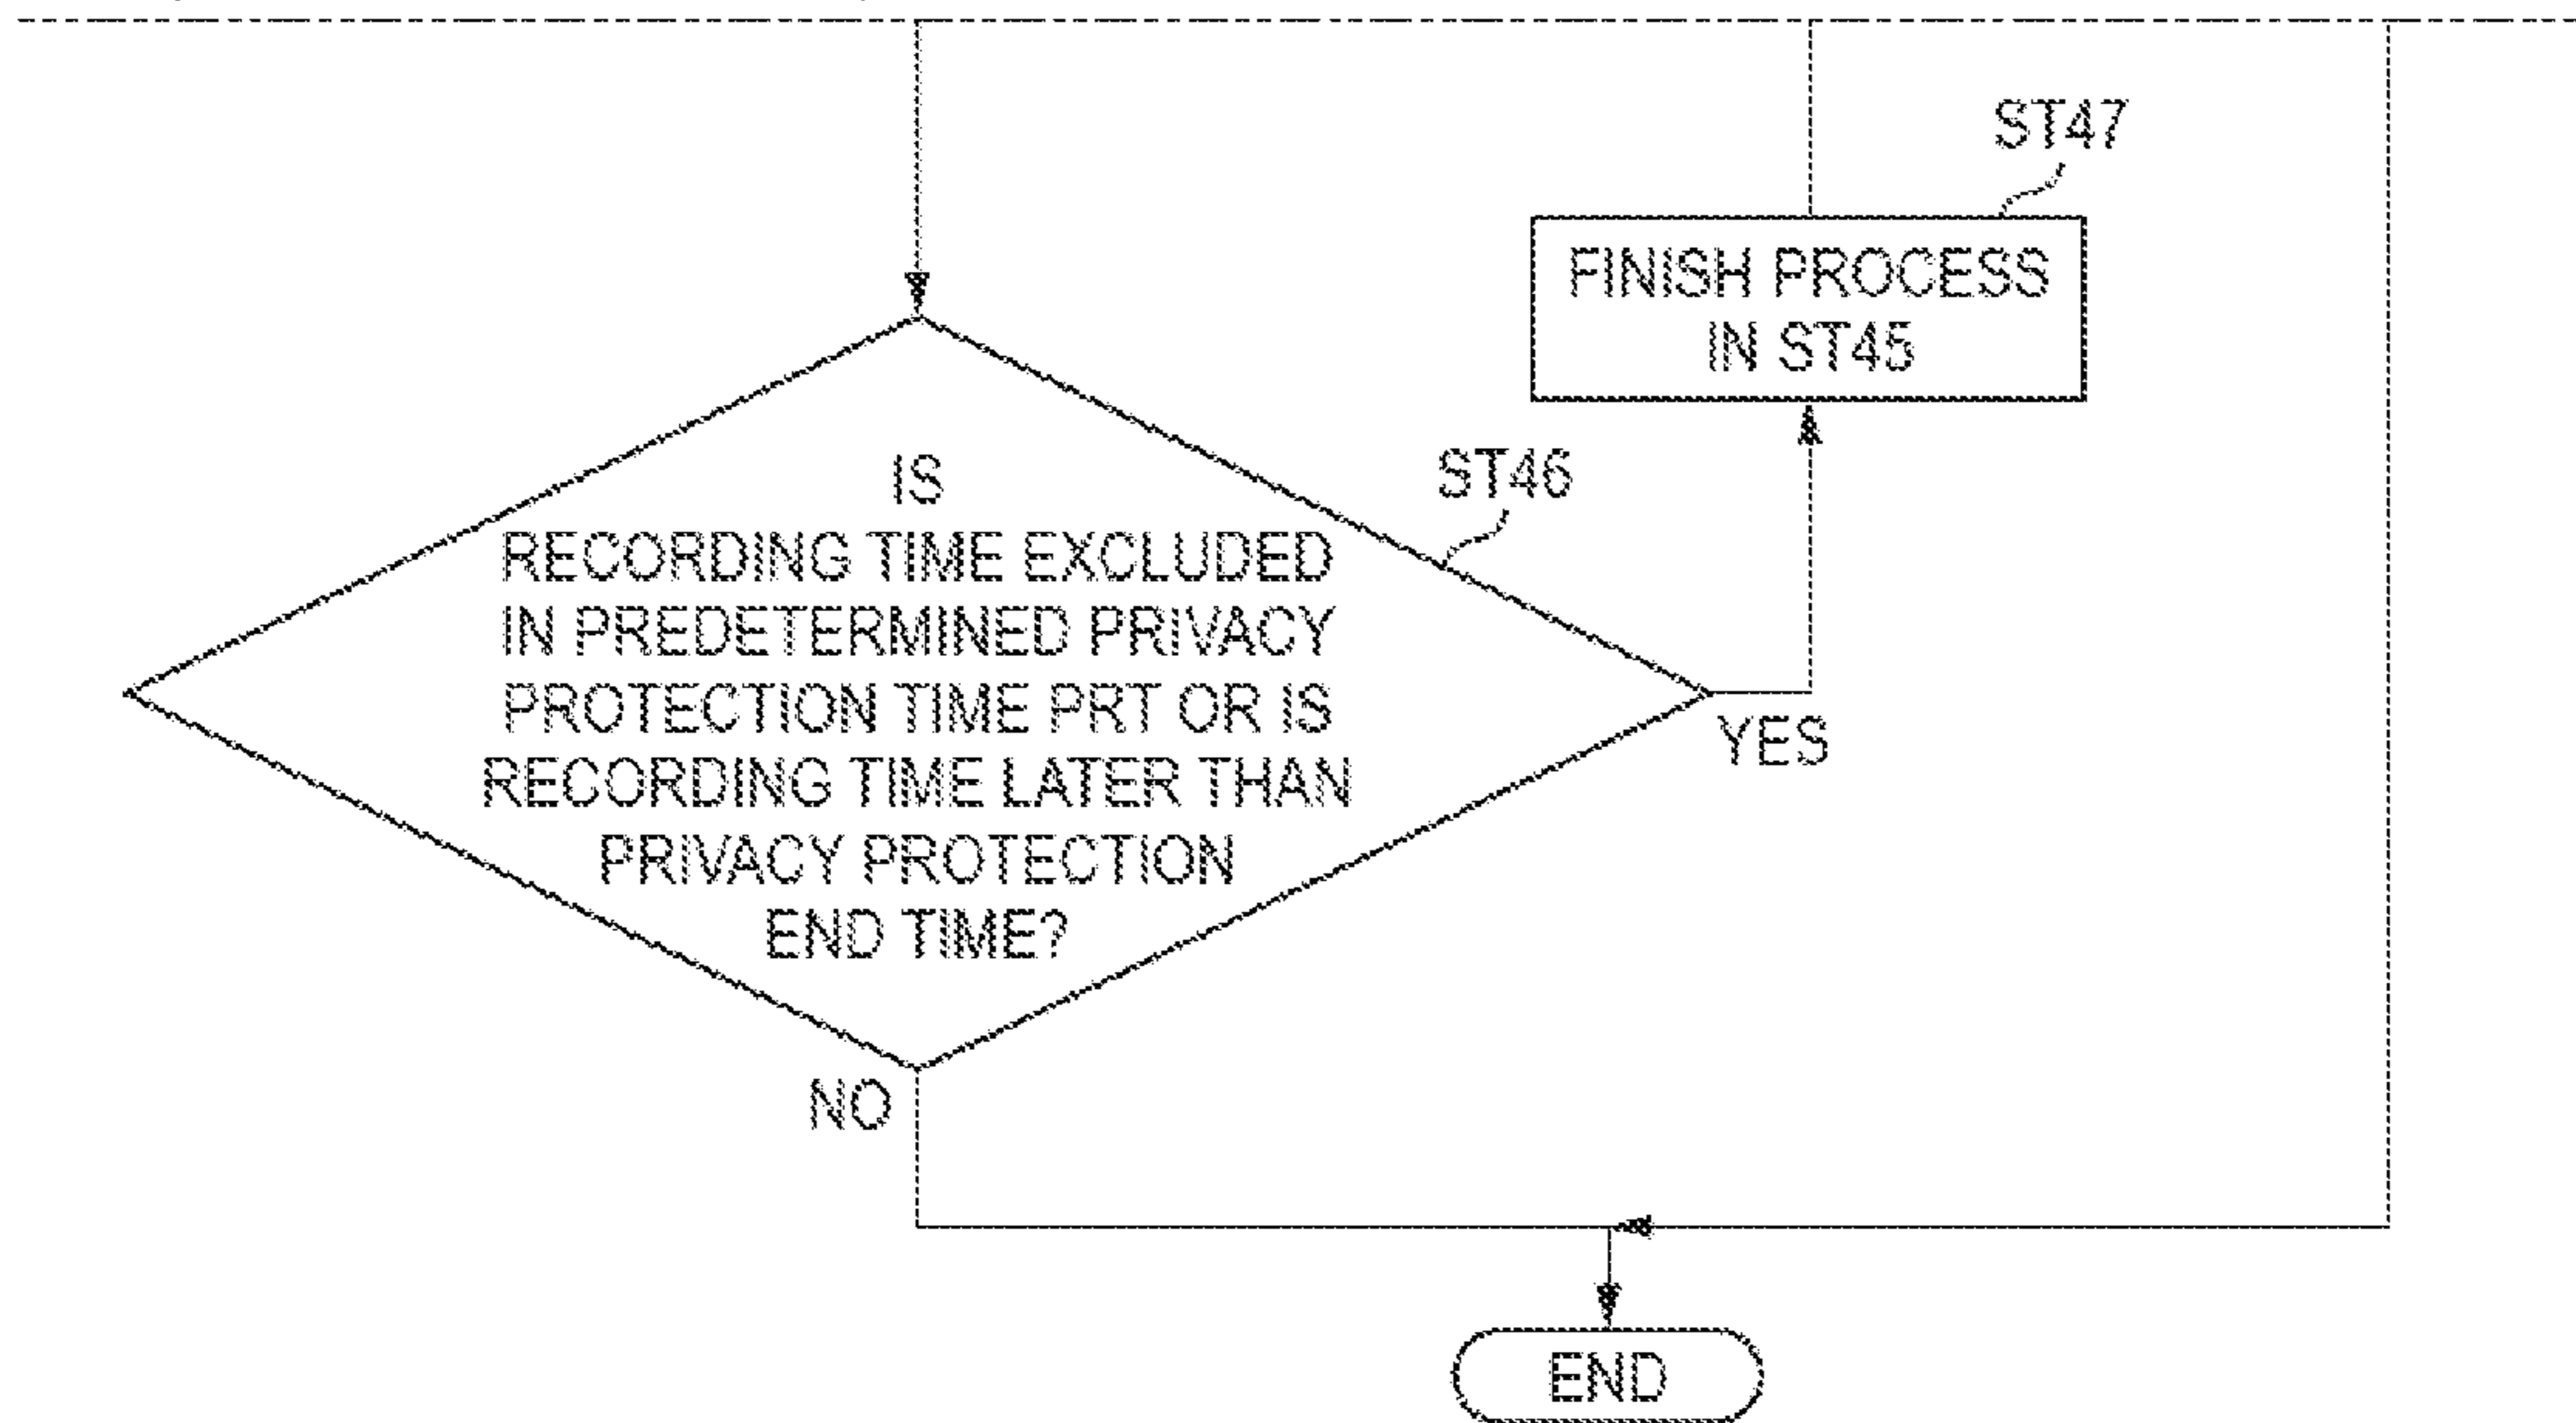 ST47
FINISH PROCESS
IN ST45
ST46
IS
RECORDING TIME EXCLUDED
IN PREDETERMINED PRIVACY
PROTECTION TIME PRT OR IS
RECORDING TIME LATER THAN
PRIVACY PROTECTION
END TIME?
YES
NO
END